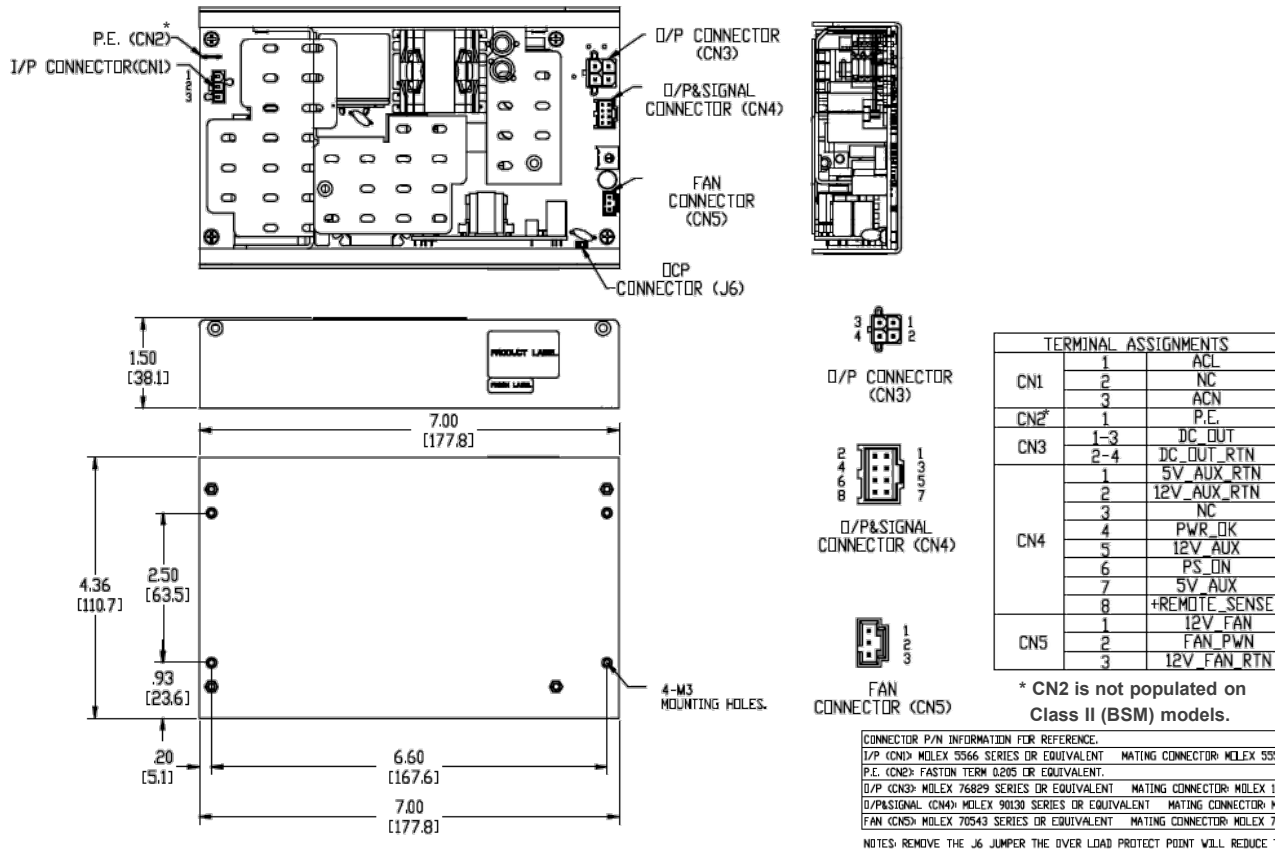 P.E. (CN2)*
I/P CONNECTOR(CN1)
1
2
3
O/P CONNECTOR
(CN3)
O/P&SIGNAL
CONNECTOR (CN4)
FAN
CONNECTOR
(CN5)
OCP
CONNECTOR (J6)
1.50
[38.1]
PRODUCT LABEL
7.00
[177.8]
4.36
[110.7]
2.50
[63.5]
.93
[23.6]
.20
[5.1]
6.60
[167.6]
7.00
[177.8]
4-M3
MOUNTING HOLES.
3 1
4 2
O/P CONNECTOR
(CN3)
2 1
4 3
6 5
8 7
O/P&SIGNAL
CONNECTOR (CN4)
1
2
3
FAN
CONNECTOR (CN5)
TERMINAL ASSIGNMENTS
CN1 1 ACL
2 NC
3 ACN
CN2* 1 P.E.
CN3 1-3 DC_OUT
2-4 DC_OUT_RTN
CN4 1 5V_AUX_RTN
2 12V_AUX_RTN
3 NC
4 PWR_OK
5 12V_AUX
6 PS_ON
7 5V_AUX
8 +REMOTE_SENSE
CN5 1 12V_FAN
2 FAN_PWN
3 12V_FAN_RTN
* CN2 is not populated on
Class II (BSM) models.
CONNECTOR P/N INFORMATION FOR REFERENCE.
I/P (CN1): MOLEX 5566 SERIES OR EQUIVALENT MATING CONNECTOR: MOLEX
P.E. (CN2): FASTON TERM 0.205 OR EQUIVALENT.
O/P (CN3): MOLEX 76829 SERIES OR EQUIVALENT MATING CONNECTOR: MOLEX
O/P&SIGNAL (CN4): MOLEX 90130 SERIES OR EQUIVALENT MATING CONNECTOR:
FAN (CN5): MOLEX 70543 SERIES OR EQUIVALENT MATING CONNECTOR: MOLEX
NOTES: REMOVE THE J6 JUMPER THE OVER LOAD PROTECT POINT WILL REDUCE